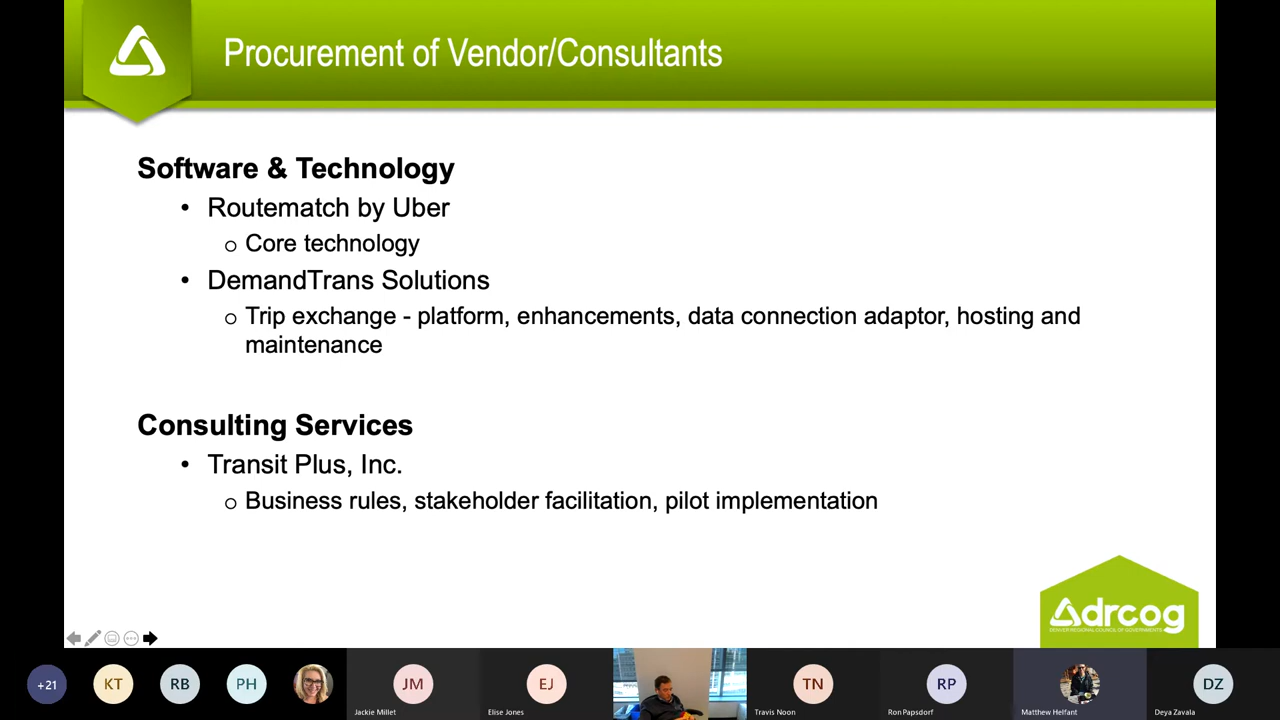 Procurement of Vendor/Consultants
Software & Technology
• Routematch by Uber
o Core technology
• DemandTrans Solutions
o Trip exchange - platform, enhancements, data connection adaptor, hosting and
maintenance
Consulting Services
• Transit Plus, Inc.
o Business rules, stakeholder facilitation, pilot implementation
drcog
DENVER REGIONAL COUNCIL OF GOVERNMENTS
+21
KT
RB
PH
JM
Jackie Millet
EJ
Elise Jones
TN
Travis Noon
RP
Ron Papsdorf
Matthew Helfant
DZ
Deya Zavala